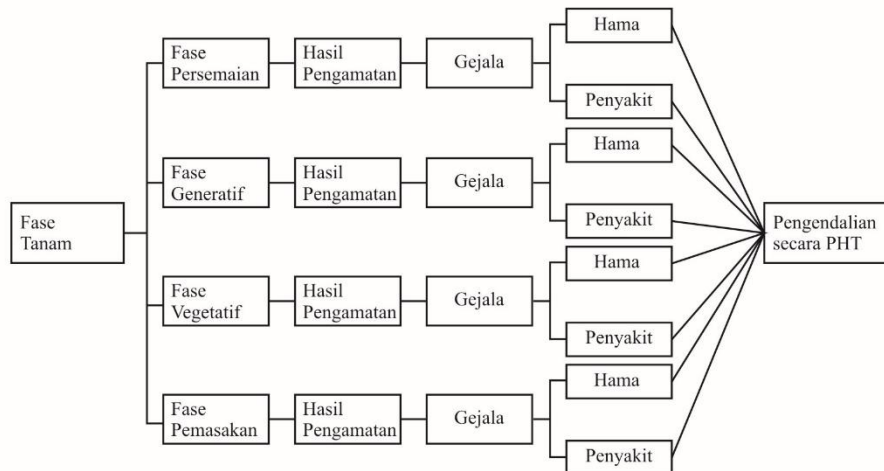 Fase
Tanam
Fase
Persemaian
Hasil
Pengamatan
Gejala
Hama
Penyakit
Fase
Generatif
Hasil
Pengamatan
Gejala
Hama
Penyakit
Fase
Vegetatif
Hasil
Pengamatan
Gejala
Hama
Penyakit
Fase
Pemasakan
Hasil
Pengamatan
Gejala
Hama
Penyakit
Pengendalian
secara PHT